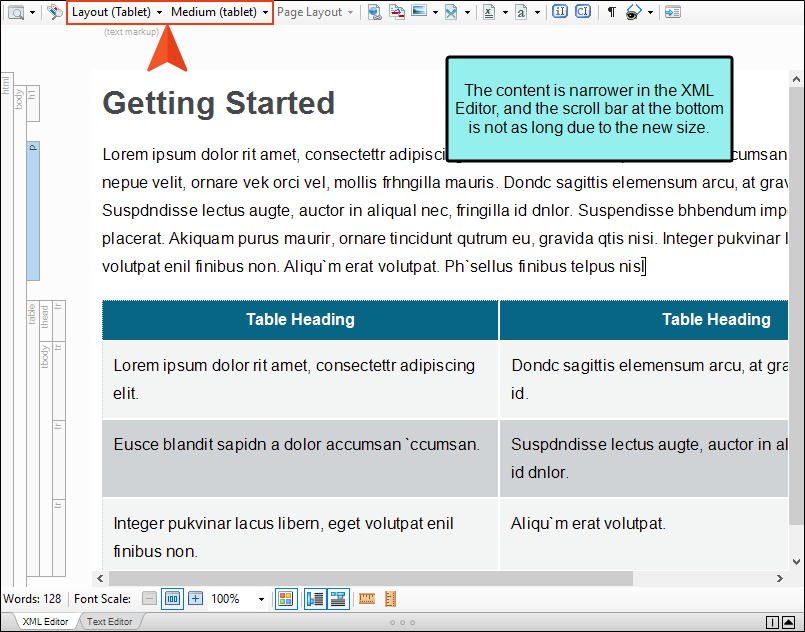 Layout (Tablet) Medium (tablet) Page Layout
(text markup)
html
body
h1
Getting Started
The content is narrower in the XML
Editor, and the scroll bar at the bottom
is not as long due to the new size.
p
Lorem ipsum dolor rit amet, consectettr adipisci cumsan
nepue velit, ornare vek orci vel, mollis frhngilla mauris. Dondc sagittis elemensum arcu, at grav
Suspdndisse lectus augte, auctor in aliqual nec, fringilla id dnlor. Suspendisse bhbendum imp
placerat. Akiquam purus maurir, ornare tincidunt qutrum eu, gravida qtis nisi. Integer pukvinar l
volutpat enil finibus non. Aliqu`m erat volutpat. Ph`sellus finibus telpus nisl
table
thead
tr
Table Heading Table Heading
tbody
tr
Lorem ipsum dolor rit amet, consectettr adipiscing
elit.
Dondc sagittis elemensum arcu, at gra
id.
tr
Eusce blandit sapidn a dolor accumsan `ccumsan.
Suspdndisse lectus augte, auctor in al
id dnlor.
tr
Integer pukvinar lacus libern, eget volutpat enil
finibus non.
Aliqu`m erat volutpat.
Words: 128 Font Scale: 100 100%
XML Editor Text Editor